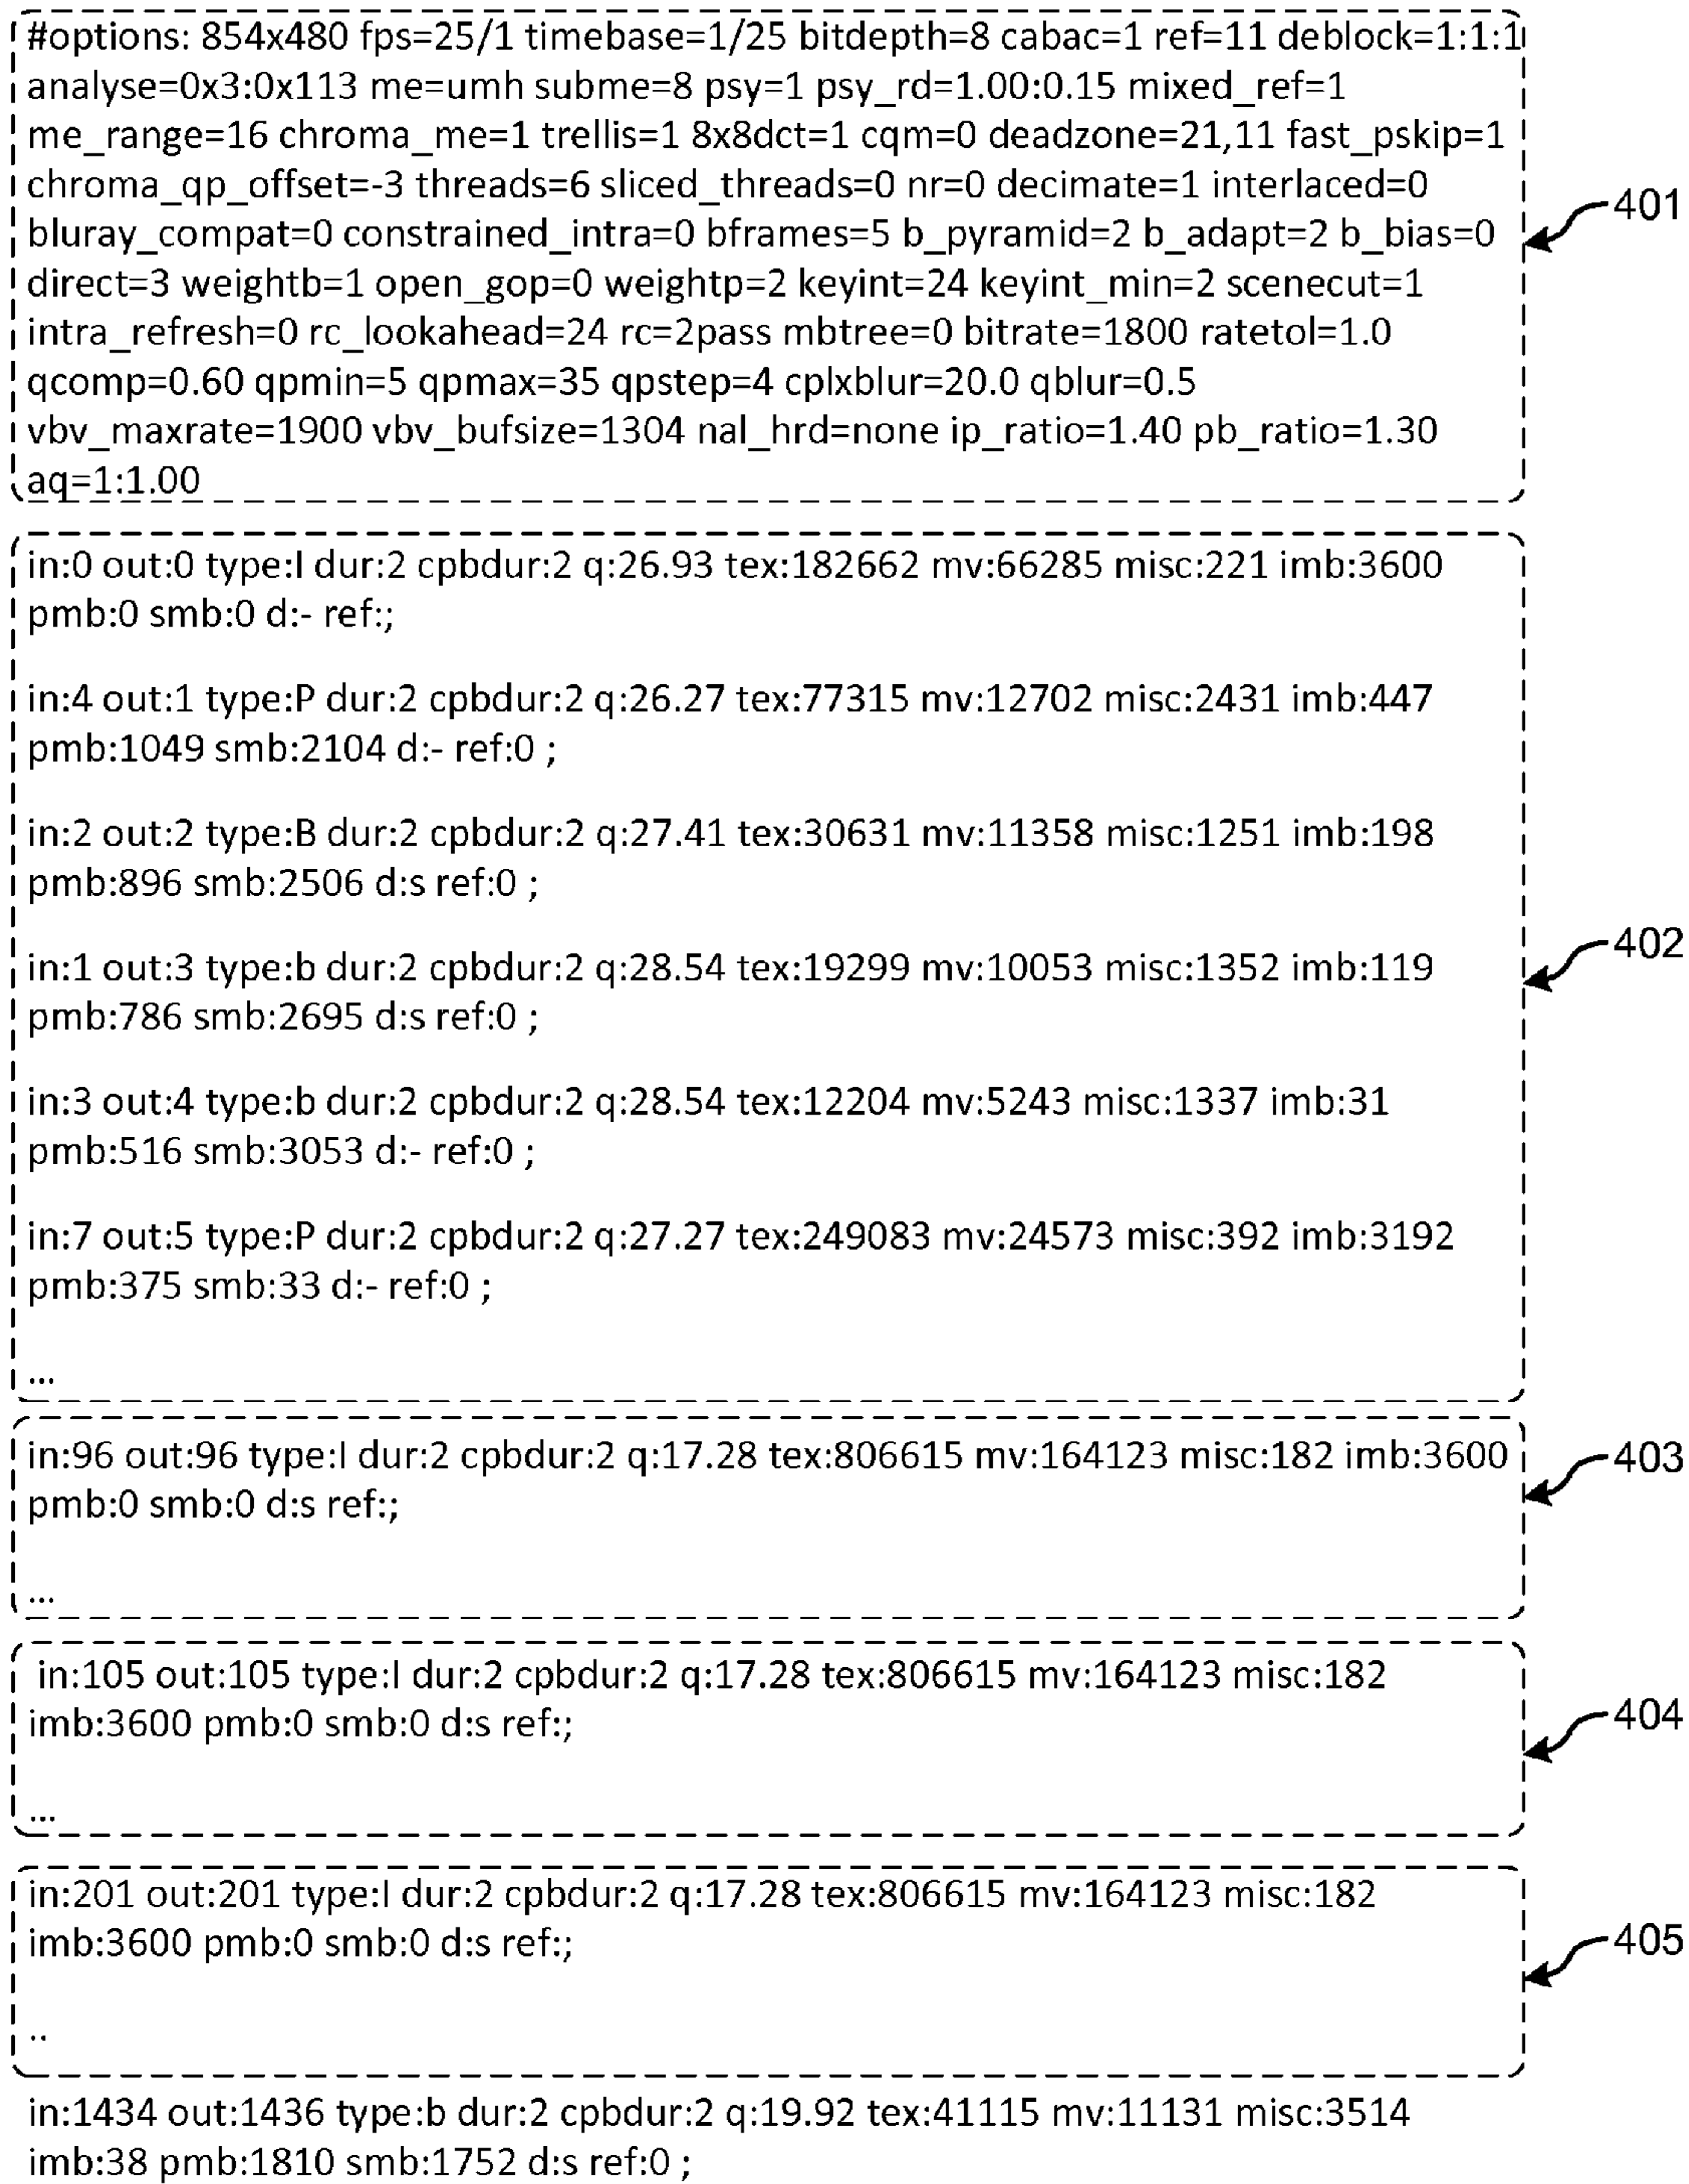 #options: 854x480 fps=25/1 timebase=1/25 bitdepth=8 cabac=1 ref=11 deblock=1:1:1
analyse=0x3:0x113 me=umh subme=8 psy=1 psy_rd=1.00:0.15 mixed_ref=1
me_range=16 chroma_me=1 trellis=1 8x8dct=1 cqm=0 deadzone=21,11 fast_pskip=1
chroma_qp_offset=-3 threads=6 sliced_threads=0 nr=0 decimate=1 interlaced=0
bluray_compat=0 constrained_intra=0 bframes=5 b_pyramid=2 b_adapt=2 b_bias=0
direct=3 weightb=1 open_gop=0 weightp=2 keyint=24 keyint_min=2 scenecut=1
intra_refresh=0 rc_lookahead=24 rc=2pass mbtree=0 bitrate=1800 ratetol=1.0
qcomp=0.60 qpmin=5 qpmax=35 qpstep=4 cplxblur=20.0 qblur=0.5
vbv_maxrate=1900 vbv_bufsize=1304 nal_hrd=none ip_ratio=1.40 pb_ratio=1.30
aq=1:1.00
401
in:0 out:0 type:I dur:2 cpbdur:2 q:26.93 tex:182662 mv:66285 misc:221 imb:3600
pmb:0 smb:0 d:- ref:;
in:4 out:1 type:P dur:2 cpbdur:2 q:26.27 tex:77315 mv:12702 misc:2431 imb:447
pmb:1049 smb:2104 d:- ref:0 ;
in:2 out:2 type:B dur:2 cpbdur:2 q:27.41 tex:30631 mv:11358 misc:1251 imb:198
pmb:896 smb:2506 d:s ref:0 ;
in:1 out:3 type:b dur:2 cpbdur:2 q:28.54 tex:19299 mv:10053 misc:1352 imb:119
pmb:786 smb:2695 d:s ref:0 ;
in:3 out:4 type:b dur:2 cpbdur:2 q:28.54 tex:12204 mv:5243 misc:1337 imb:31
pmb:516 smb:3053 d:- ref:0 ;
in:7 out:5 type:P dur:2 cpbdur:2 q:27.27 tex:249083 mv:24573 misc:392 imb:3192
pmb:375 smb:33 d:- ref:0 ;
...
402
in:96 out:96 type:I dur:2 cpbdur:2 q:17.28 tex:806615 mv:164123 misc:182 imb:3600
pmb:0 smb:0 d:s ref:;
...
403
in:105 out:105 type:I dur:2 cpbdur:2 q:17.28 tex:806615 mv:164123 misc:182
imb:3600 pmb:0 smb:0 d:s ref:;
...
404
in:201 out:201 type:I dur:2 cpbdur:2 q:17.28 tex:806615 mv:164123 misc:182
imb:3600 pmb:0 smb:0 d:s ref:;
..
405
in:1434 out:1436 type:b dur:2 cpbdur:2 q:19.92 tex:41115 mv:11131 misc:3514
imb:38 pmb:1810 smb:1752 d:s ref:0 ;